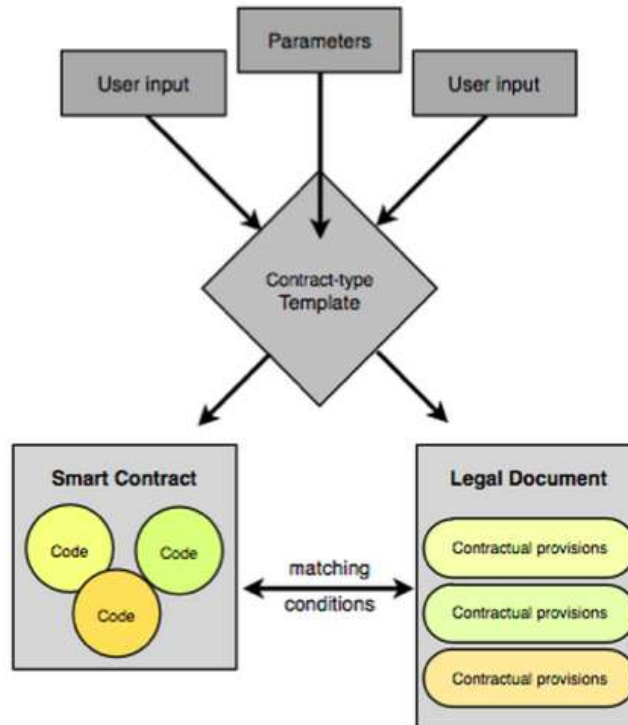 Parameters
User input
User input
Contract-type
Template
Smart Contract
Code
Code
Code
matching
conditions
Legal Document
Contractual provisions
Contractual provisions
Contractual provisions